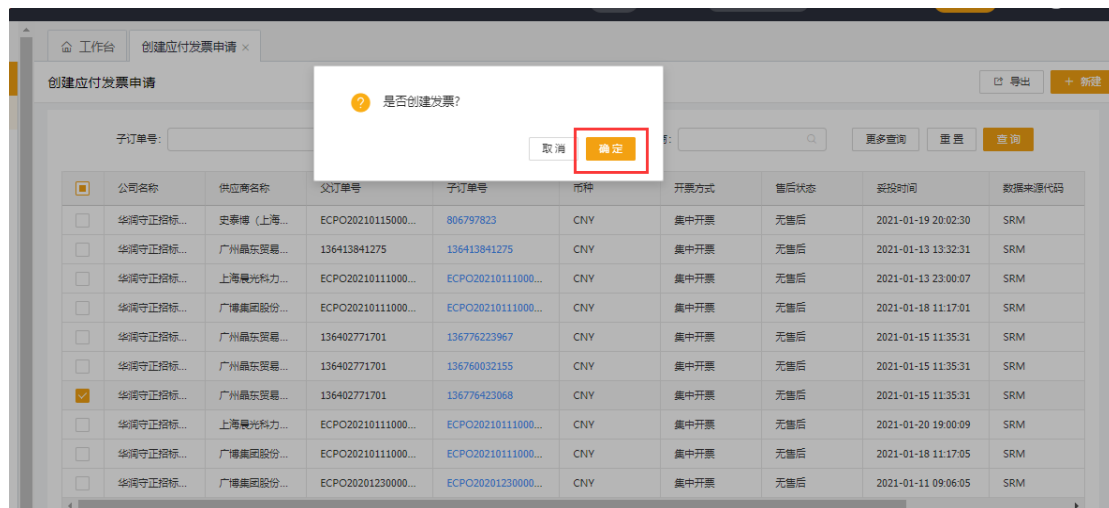 工作台 创建应付发票申请 ×
创建应付发票申请 导出 + 新建
是否创建发票?
取消 确定
子订单号: 更多查询 重置 查询
公司名称 供应商名称 父订单号 子订单号 币种 开票方式 售后状态 妥投时间 数据来源代码
华润守正招标... 史泰博（上海... ECPO20210115000... 806797823 CNY 集中开票 无售后 2021-01-19 20:02:30 SRM
华润守正招标... 广州晶东贸易... 136413841275 136413841275 CNY 集中开票 无售后 2021-01-13 13:32:31 SRM
华润守正招标... 上海晨光科力... ECPO20210111000... ECPO20210111000... CNY 集中开票 无售后 2021-01-13 23:00:07 SRM
华润守正招标... 广博集团股份... ECPO20210111000... ECPO20210111000... CNY 集中开票 无售后 2021-01-18 11:17:01 SRM
华润守正招标... 广州晶东贸易... 136402771701 136776223967 CNY 集中开票 无售后 2021-01-15 11:35:31 SRM
华润守正招标... 广州晶东贸易... 136402771701 136760032155 CNY 集中开票 无售后 2021-01-15 11:35:31 SRM
华润守正招标... 广州晶东贸易... 136402771701 136776423068 CNY 集中开票 无售后 2021-01-15 11:35:31 SRM
华润守正招标... 上海晨光科力... ECPO20210111000... ECPO20210111000... CNY 集中开票 无售后 2021-01-20 19:00:09 SRM
华润守正招标... 广博集团股份... ECPO20210111000... ECPO20210111000... CNY 集中开票 无售后 2021-01-18 11:17:05 SRM
华润守正招标... 广博集团股份... ECPO20201230000... ECPO20201230000... CNY 集中开票 无售后 2021-01-11 09:06:05 SRM